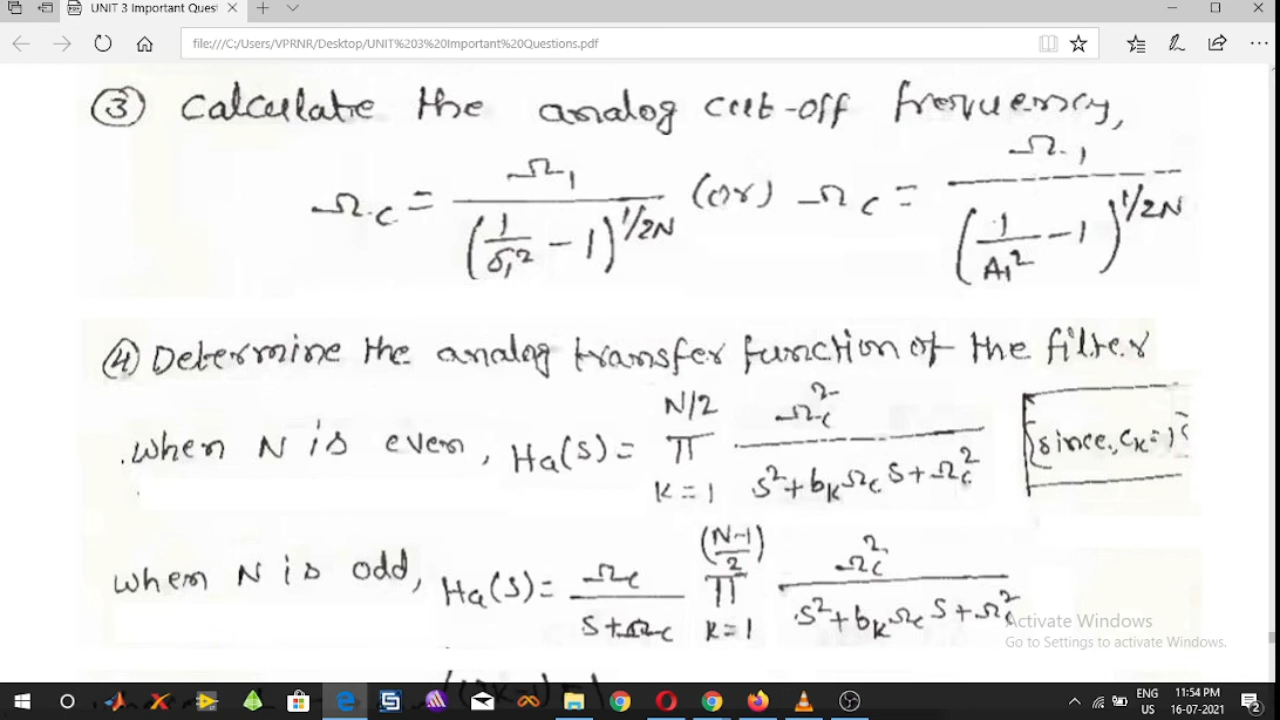 UNIT 3 Important Quest
file:///C:/Users/VPRNR/Desktop/UNIT%203%20Important%20Questions.pdf
③ Calculate the analog cut-off frequency,
Ωc = Ω1 / (1/δ1² - 1)^1/2N (or) Ωc = Ω1 / (1/A1² - 1)^1/2N
④ Determine the analog transfer function of the filter
when N is even, Ha(s) = N/2 π k=1 Ωc² / s²+bkΩc s+Ωc² [since, Ck=1]
when N is odd, Ha(s) = Ωc / s+Ωc (N-1)/2 π k=1 Ωc² / s²+bkΩc s+Ωc²
Activate Windows
Go to Settings to activate Windows.
ENG 11:54 PM
US 16-07-2021
2